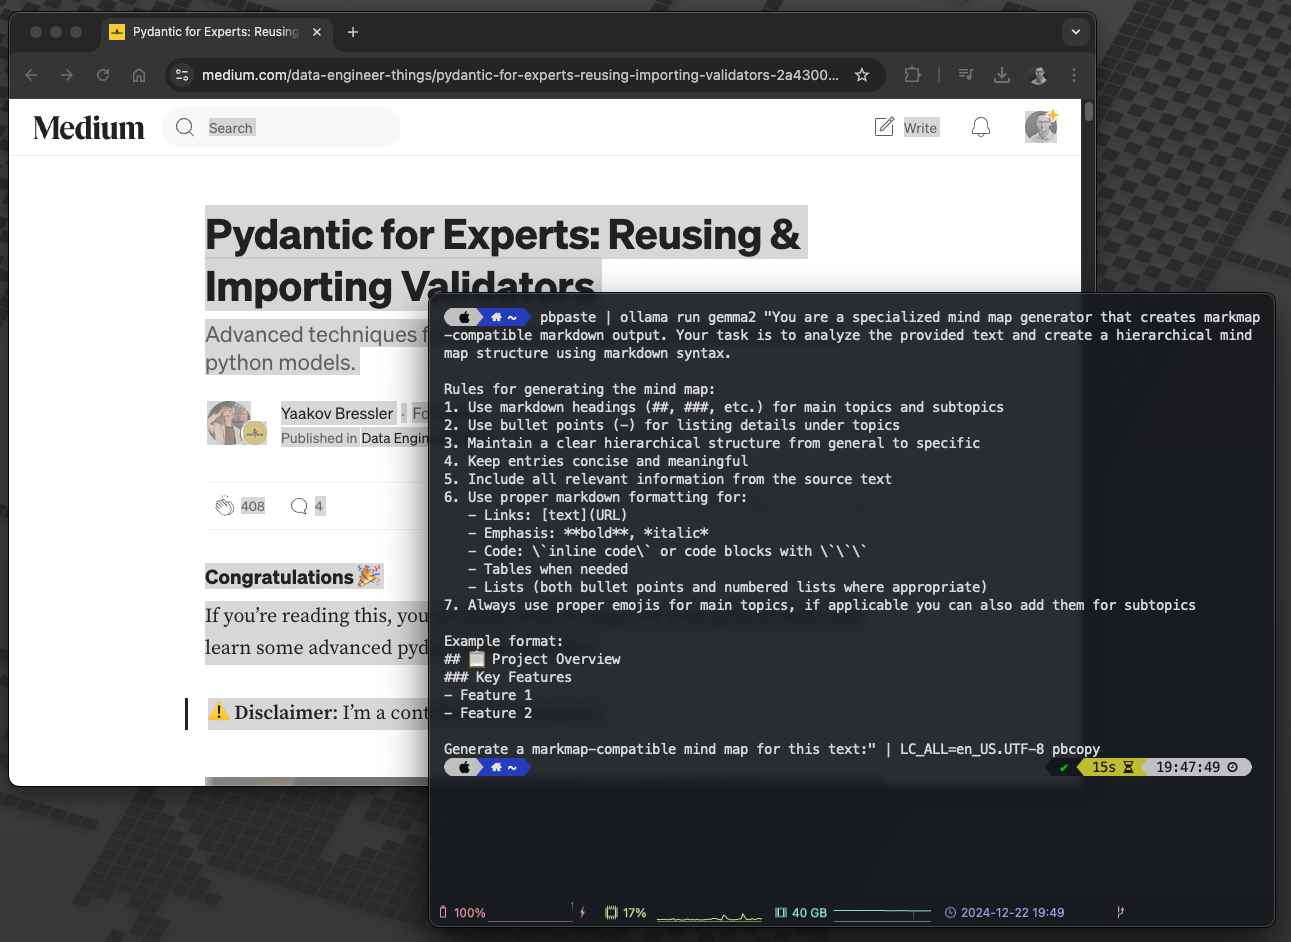 Pydantic for Experts: Reusing
medium.com/data-engineer-things/pydantic-for-experts-reusing-importing-validators-2a4300...
Medium
Search
Write
Pydantic for Experts: Reusing &
Importing Validators
Advanced techniques f
python models.
Yaakov Bressler · Fo
Published in Data Engin
408
4
Congratulations 🎉
If you’re reading this, you
learn some advanced pyd
⚠️ Disclaimer: I’m a cont
~ pbpaste | ollama run gemma2 "You are a specialized mind map generator that creates markmap
-compatible markdown output. Your task is to analyze the provided text and create a hierarchical mind
map structure using markdown syntax.
Rules for generating the mind map:
1. Use markdown headings (##, ###, etc.) for main topics and subtopics
2. Use bullet points (-) for listing details under topics
3. Maintain a clear hierarchical structure from general to specific
4. Keep entries concise and meaningful
5. Include all relevant information from the source text
6. Use proper markdown formatting for:
- Links: [text](URL)
- Emphasis: **bold**, *italic*
- Code: \`inline code\` or code blocks with \`\`\`
- Tables when needed
- Lists (both bullet points and numbered lists where appropriate)
7. Always use proper emojis for main topics, if applicable you can also add them for subtopics
Example format:
## 📋 Project Overview
### Key Features
- Feature 1
- Feature 2
Generate a markmap-compatible mind map for this text:" | LC_ALL=en_US.UTF-8 pbcopy
~ ✔ 15s 19:47:49
100% 17% 40 GB 2024-12-22 19:49